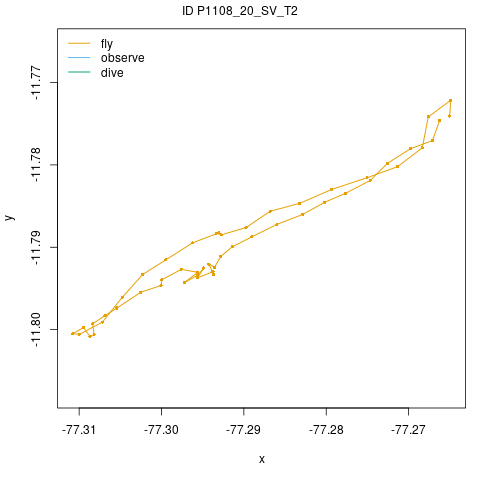 ID P1108_20_SV_T2
fly
observe
dive
-11.77
-11.78
-11.79
-11.80
y
-77.31
-77.30
-77.29
-77.28
-77.27
x